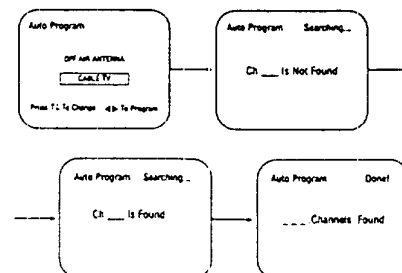 Auto Program
OFF AIR ANTENNA
CABLE TV
Press ↑↓ To Change ◁▷ To Program
Auto Program Searching...
Ch ___ Is Not Found
Auto Program Searching...
Ch ___ Is Found
Auto Program Done!
_ _ _ Channels Found